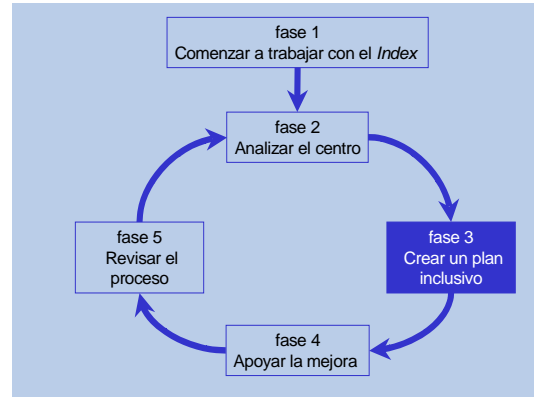 fase 1
Comenzar a trabajar con el Index
fase 2
Analizar el centro
fase 5
Revisar el
proceso
fase 3
Crear un plan
inclusivo
fase 4
Apoyar la mejora